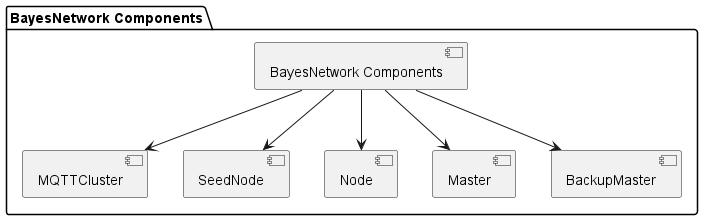 BayesNetwork Components
BayesNetwork Components
MQTTCluster
SeedNode
Node
Master
BackupMaster